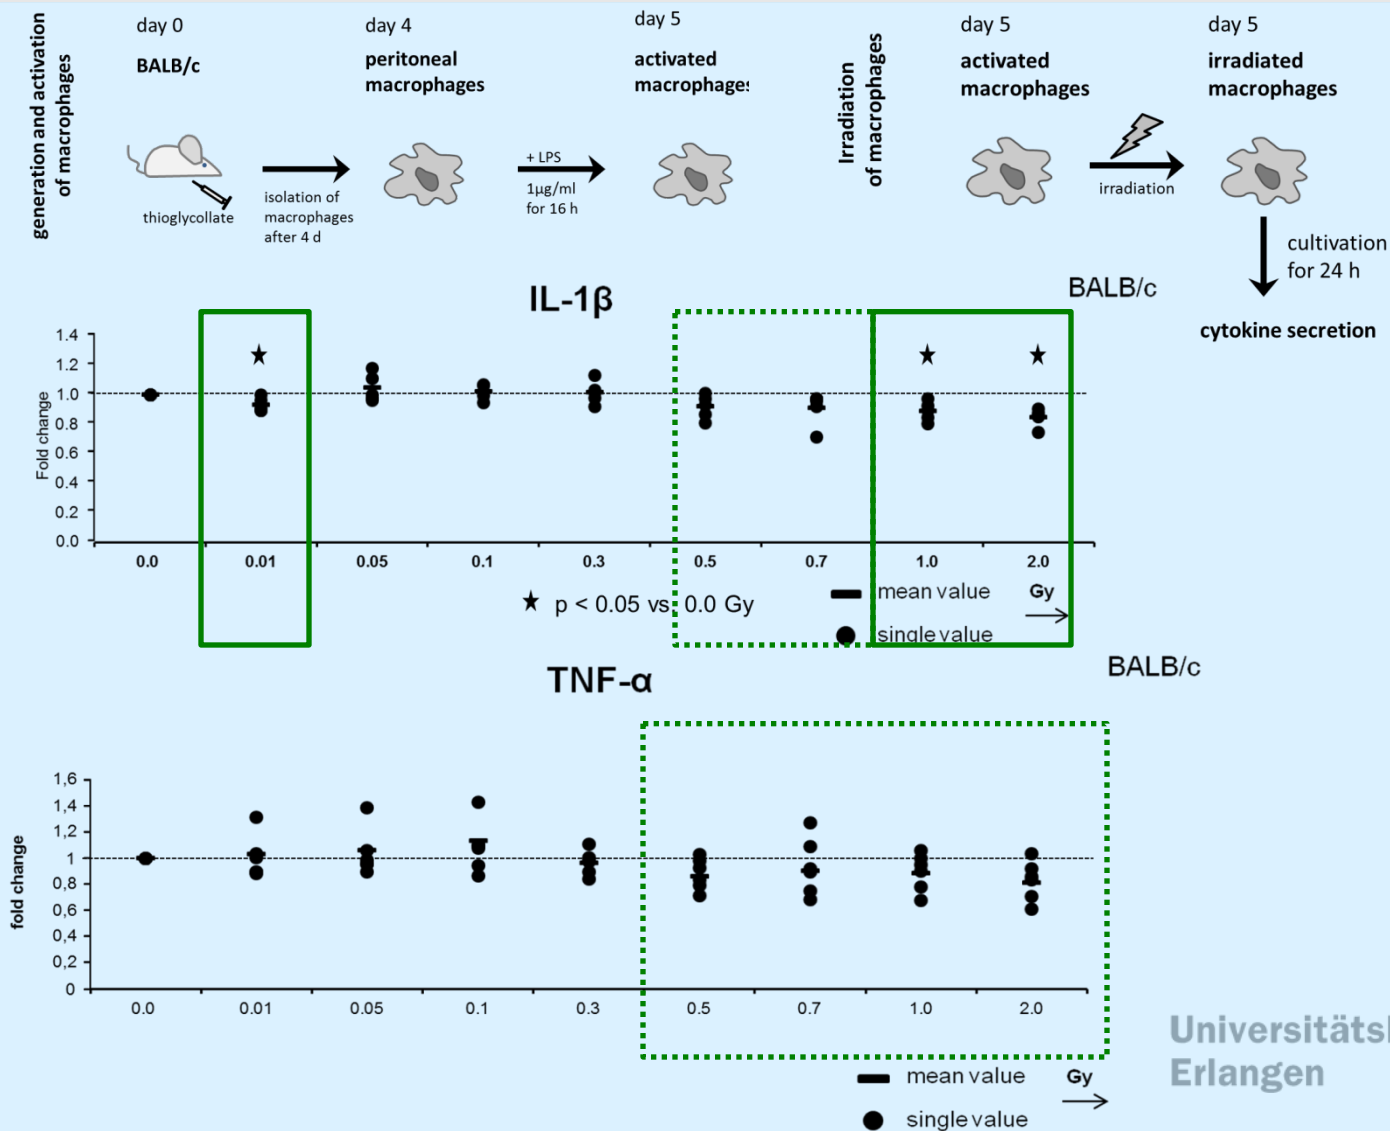 generation and activation
of macrophages
day 0
BALB/c
thioglycollate
isolation of
macrophages
after 4 d
day 4
peritoneal
macrophages
+ LPS
1µg/ml
for 16 h
day 5
activated
macrophages
Irradiation
of macrophages
day 5
activated
macrophages
irradiation
day 5
irradiated
macrophages
cultivation
for 24 h
cytokine secretion
IL-1β
BALB/c
Fold change
1.4
1.2
1.0
0.8
0.6
0.4
0.2
0.0
0.0 0.01 0.05 0.1 0.3 0.5 0.7 1.0 2.0
★ p < 0.05 vs. 0.0 Gy
mean value
Gy
single value
TNF-α
BALB/c
fold change
1,6
1,4
1,2
1
0,8
0,6
0,4
0,2
0
0.0 0.01 0.05 0.1 0.3 0.5 0.7 1.0 2.0
mean value
Gy
single value
Erlangen